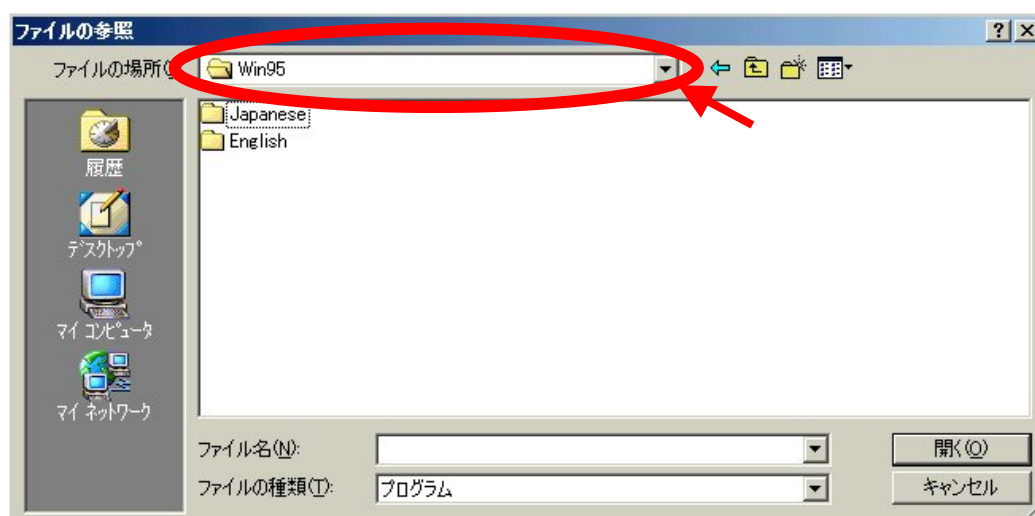 ファイルの参照
ファイルの場所(
Win95
Japanese
English
履歴
デスクトップ
マイ コンピュータ
マイ ネットワーク
ファイル名(N):
開く(O)
ファイルの種類(T):
プログラム
キャンセル